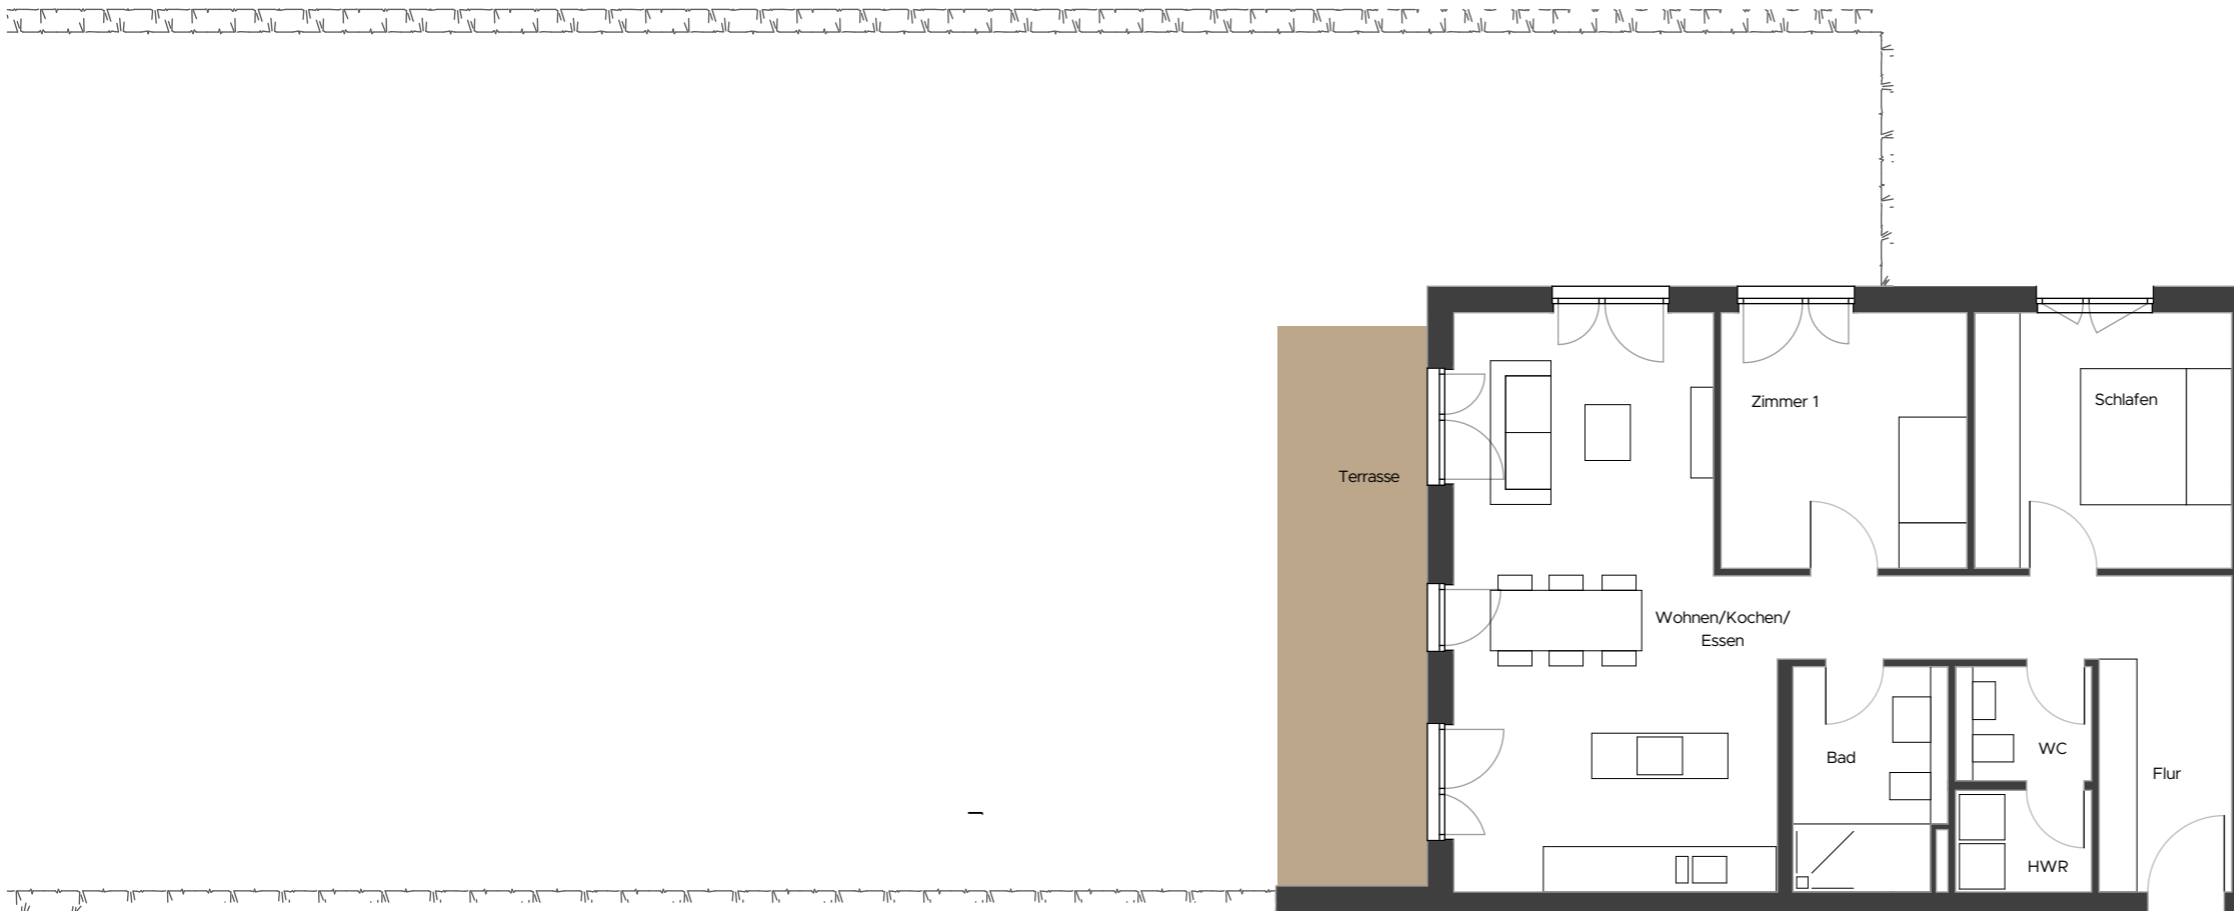 Zimmer 1
Schlafen
Terrasse
Wohnen/Kochen/
Essen
Bad
WC
Flur
HWR